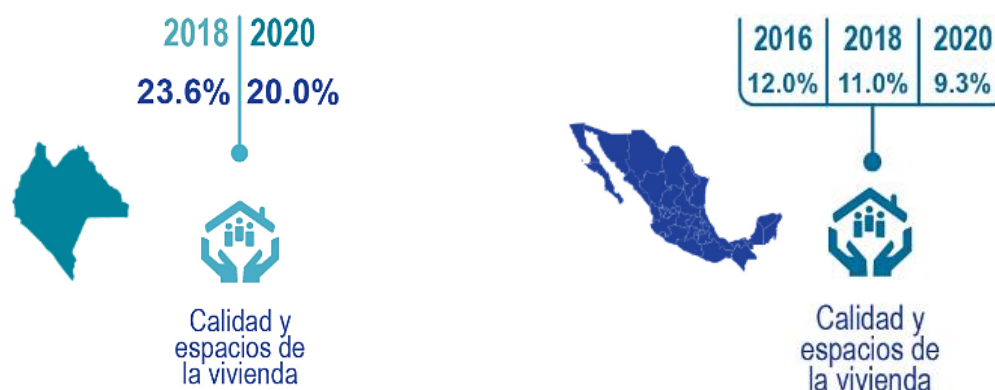 2018 2020
23.6% 20.0%
Calidad y
espacios de
la vivienda
2016 2018 2020
12.0% 11.0% 9.3%
Calidad y
espacios de
la vivienda